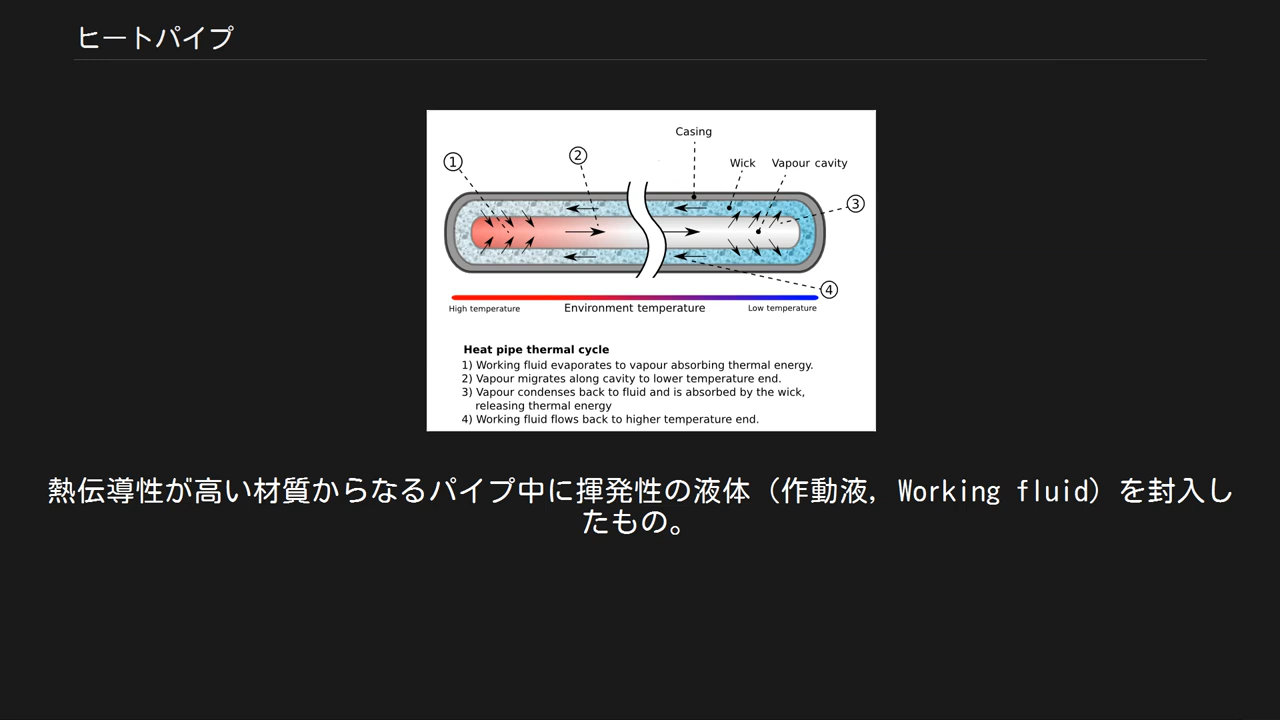 ヒートパイプ
Casing
① ② Wick Vapour cavity
③
④
High temperature Environment temperature Low temperature
Heat pipe thermal cycle
1) Working fluid evaporates to vapour absorbing thermal energy.
2) Vapour migrates along cavity to lower temperature end.
3) Vapour condenses back to fluid and is absorbed by the wick,
releasing thermal energy
4) Working fluid flows back to higher temperature end.
熱伝導性が高い材質からなるパイプ中に揮発性の液体（作動液, Working fluid）を封入し
たもの。